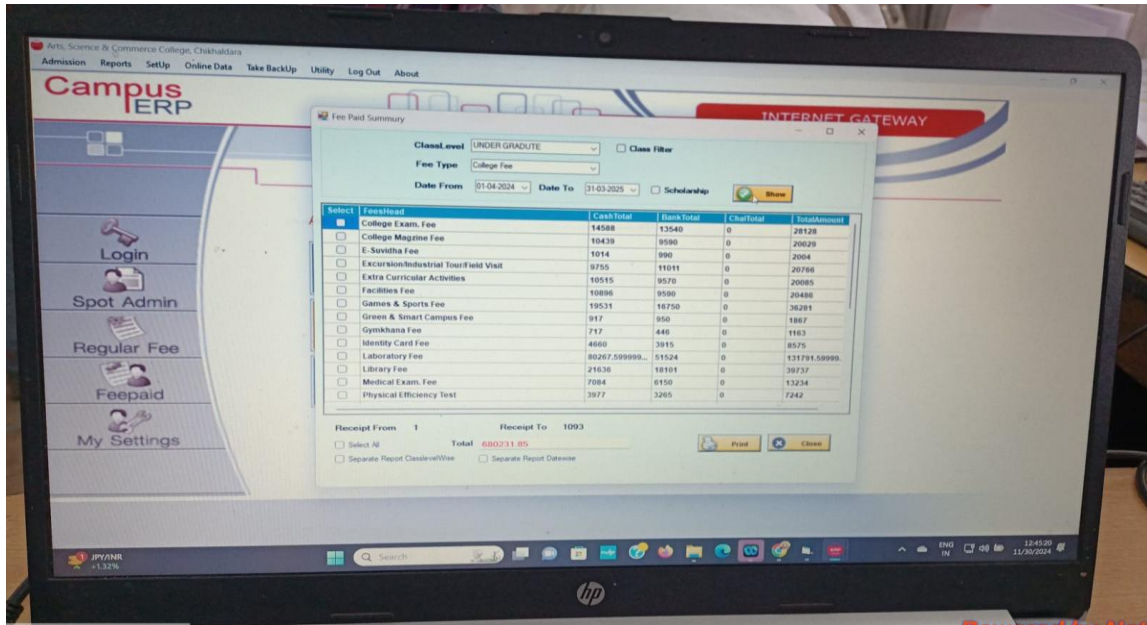 Arts, Science & Commerce College, Chikhaldara
Admission Reports SetUp Online Data Take BackUp Utility Log Out About
Campus
ERP
INTERNET GATEWAY
Fee Paid Summury
ClassLevel UNDER GRADUTE Class Filter
Fee Type College Fee
Date From 01-04-2024 Date To 31-03-2025 Scholarship Show
Select FeesHead CashTotal BankTotal ChalTotal TotalAmount
College Exam. Fee 14588 13540 0 28128
College Magzine Fee 10439 9590 0 20029
E-Suvidha Fee 1014 990 0 2004
Excursion/Industrial Tour/Field Visit 9755 11011 0 20766
Extra Curricular Activities 10515 9570 0 20085
Facilities Fee 10896 9590 0 20486
Games & Sports Fee 19531 16750 0 36281
Green & Smart Campus Fee 917 950 0 1867
Gymkhana Fee 717 446 0 1163
Identity Card Fee 4660 3915 0 8575
Laboratory Fee 80267.599999... 51524 0 131791.59999.
Library Fee 21636 18101 0 39737
Medical Exam. Fee 7084 6150 0 13234
Physical Efficiency Test 3977 3265 0 7242
Receipt From 1 Receipt To 1093
Select All Total 680231.85 Print Close
Separate Report ClasslevelWise Separate Report Datewise
Login
Spot Admin
Regular Fee
Feepaid
My Settings
JPY/INR
+1.32%
Search
ENG
IN
12:45:20
11/30/2024
hp